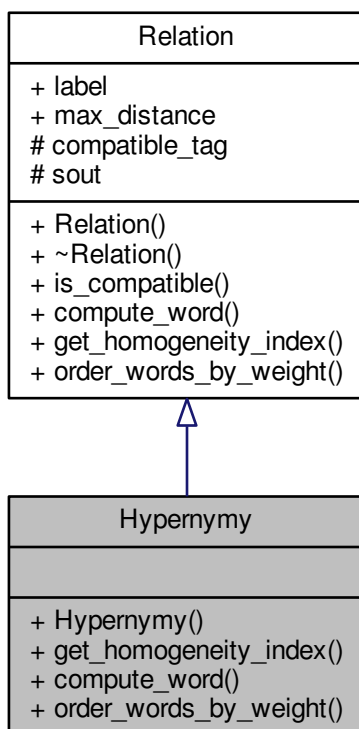 Relation
+ label
+ max_distance
# compatible_tag
# sout
+ Relation()
+ ~Relation()
+ is_compatible()
+ compute_word()
+ get_homogeneity_index()
+ order_words_by_weight()
Hypernymy
+ Hypernymy()
+ get_homogeneity_index()
+ compute_word()
+ order_words_by_weight()